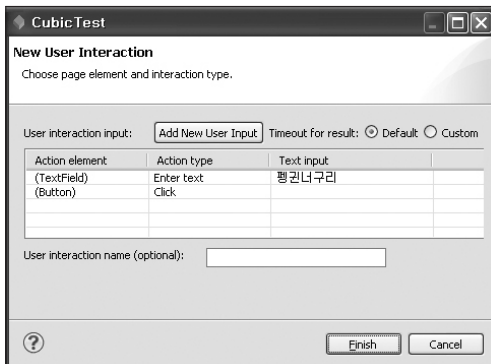 CubicTest
New User Interaction
Choose page element and interaction type.
User interaction input: Add New User Input Timeout for result: Default Custom
Action element Action type Text input
(TextField) Enter text 펭귄너구리
(Button) Click
User interaction name (optional):
Finish Cancel